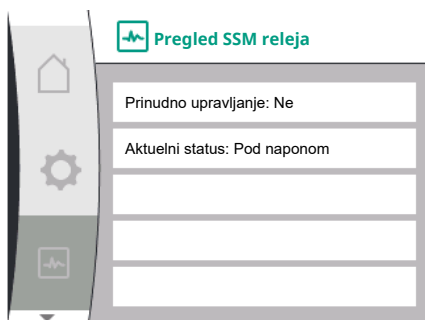 Pregled SSM releja
Prinudno upravljanje: Ne
Aktuelni status: Pod naponom